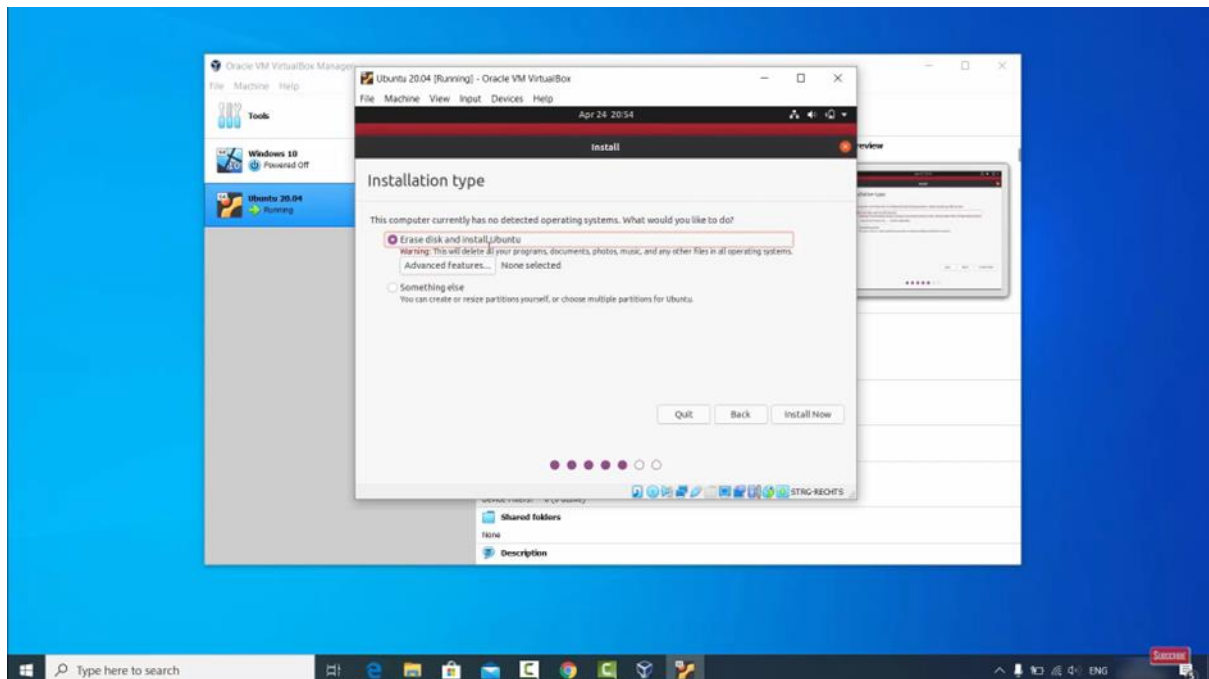 Oracle VM VirtualBox Manager
File Machine Help
Tools
Windows 10
Powered Off
Ubuntu 20.04
Running
Ubuntu 20.04 [Running] - Oracle VM VirtualBox
File Machine View Input Devices Help
Apr 24 20:54
Install
Installation type
This computer currently has no detected operating systems. What would you like to do?
Erase disk and install Ubuntu
Warning: This will delete all your programs, documents, photos, music, and any other files in all operating systems.
Advanced features... None selected
Something else
You can create or resize partitions yourself, or choose multiple partitions for Ubuntu.
Quit Back Install Now
STRG-RECHTS
Shared folders
None
Description
Type here to search
ENG
SUBSCRIBE